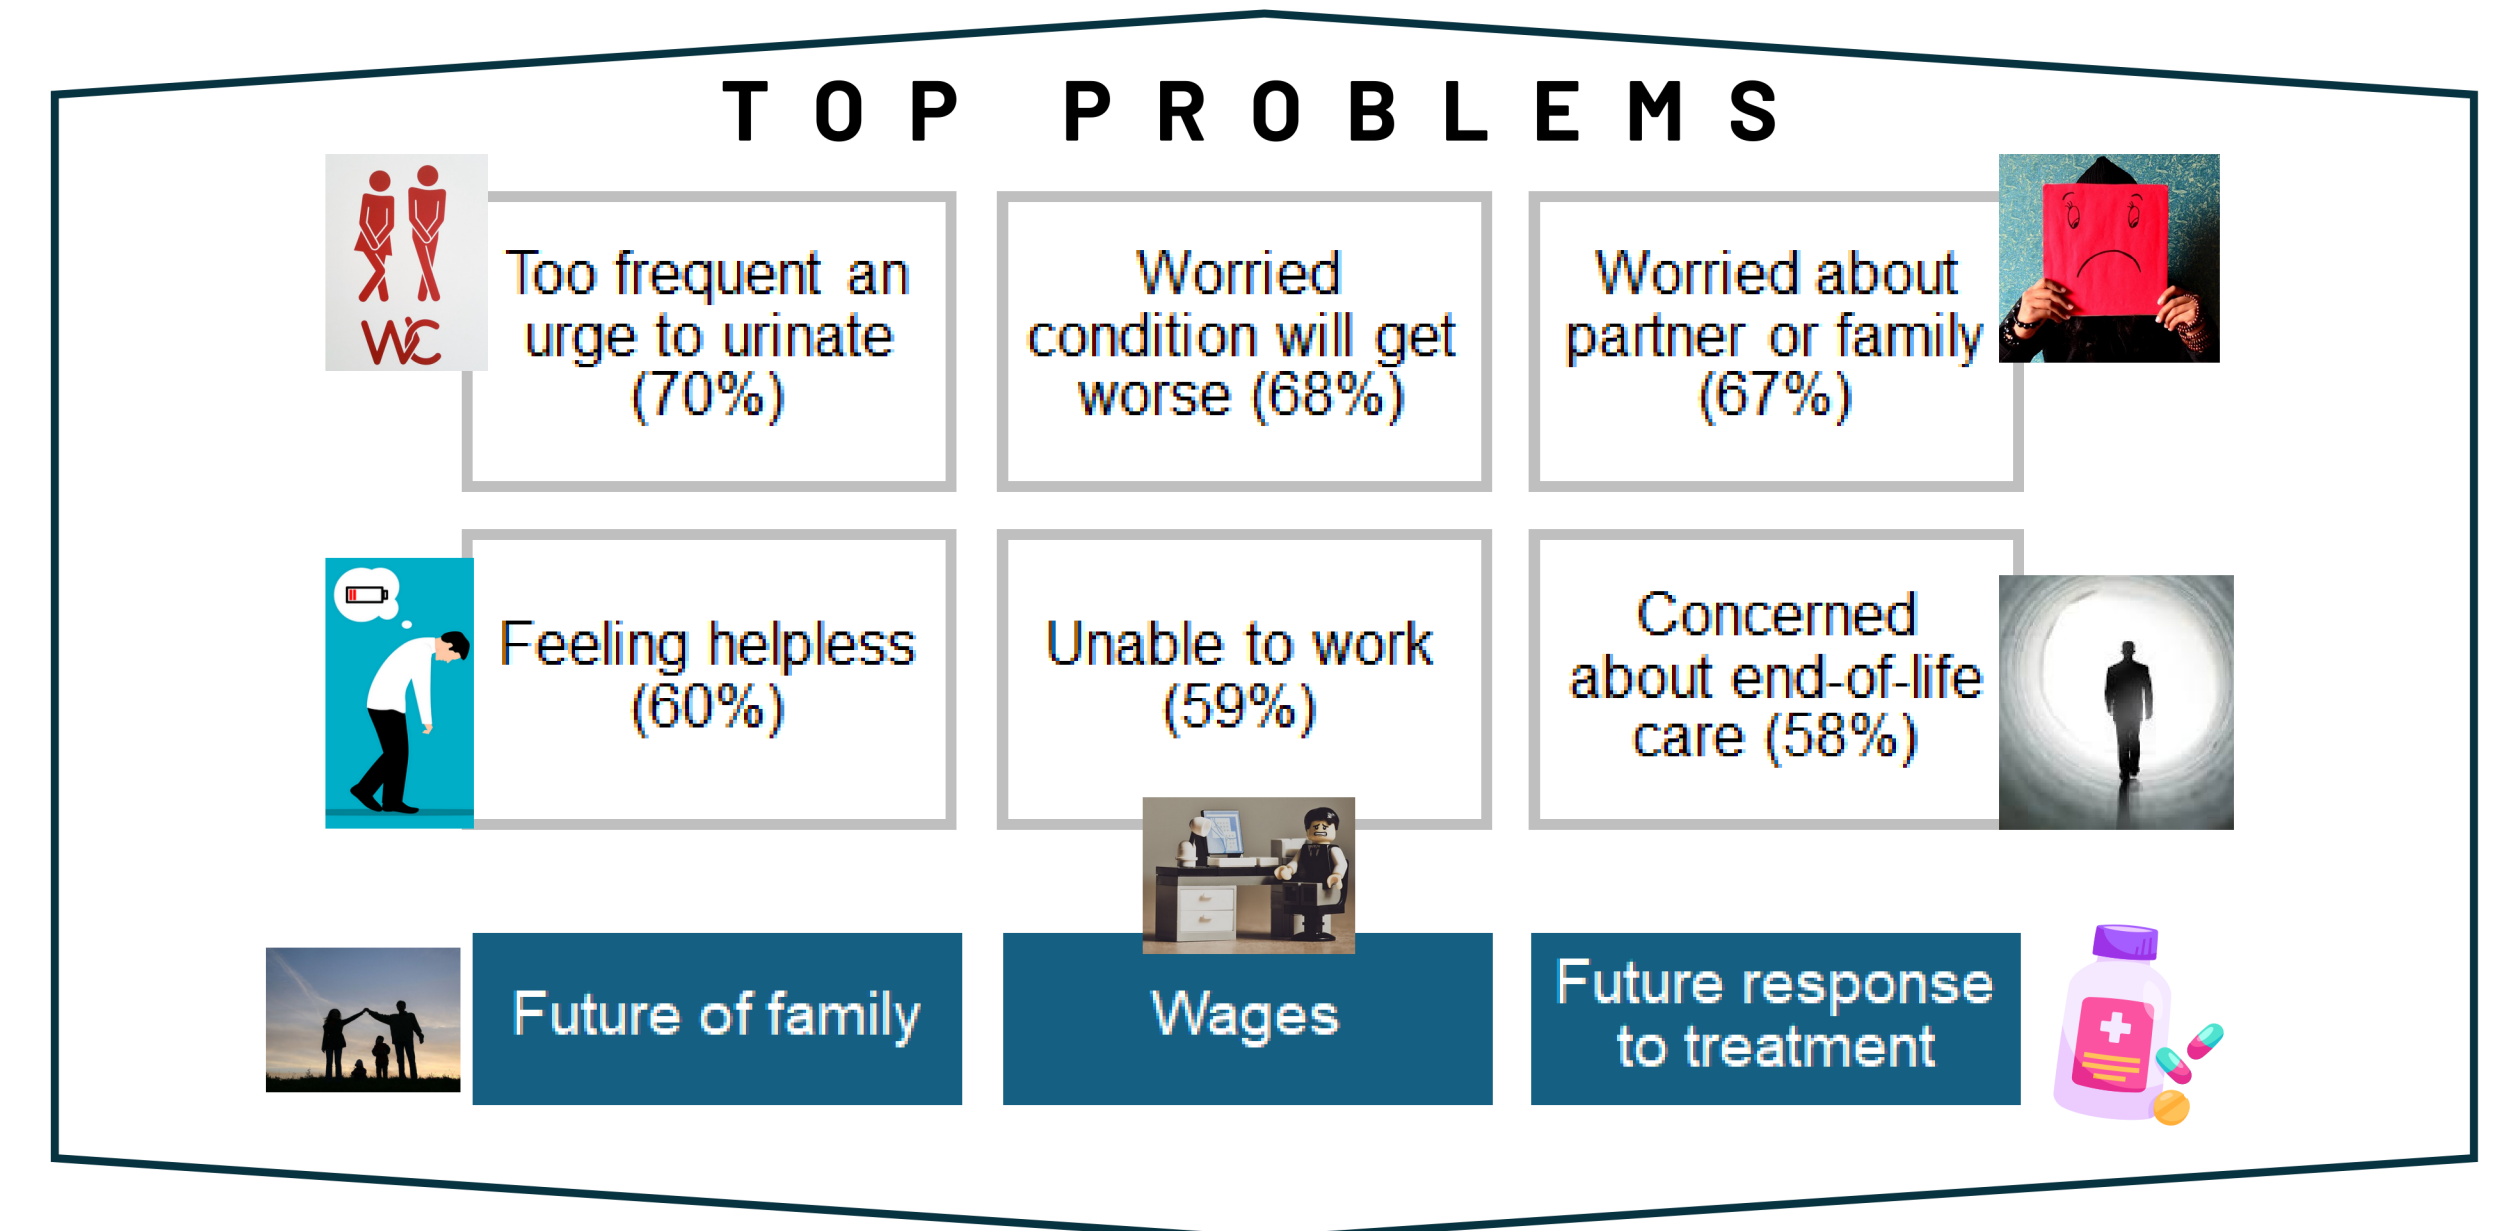 TOP PROBLEMS
WC
Too frequent an
urge to urinate
(70%)
Worried
condition will get
worse (68%)
Worried about
partner or family
(67%)
Feeling helpless
(60%)
Unable to work
(59%)
Concerned
about end-of-life
care (58%)
Future of family
Wages
Future response
to treatment